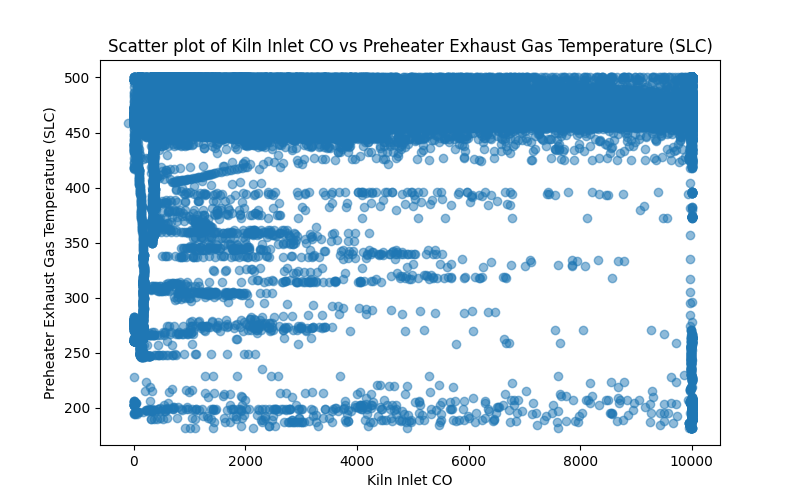 Scatter plot of Kiln Inlet CO vs Preheater Exhaust Gas Temperature (SLC)
500
450
400
350
300
250
200
Preheater Exhaust Gas Temperature (SLC)
0 2000 4000 6000 8000 10000
Kiln Inlet CO